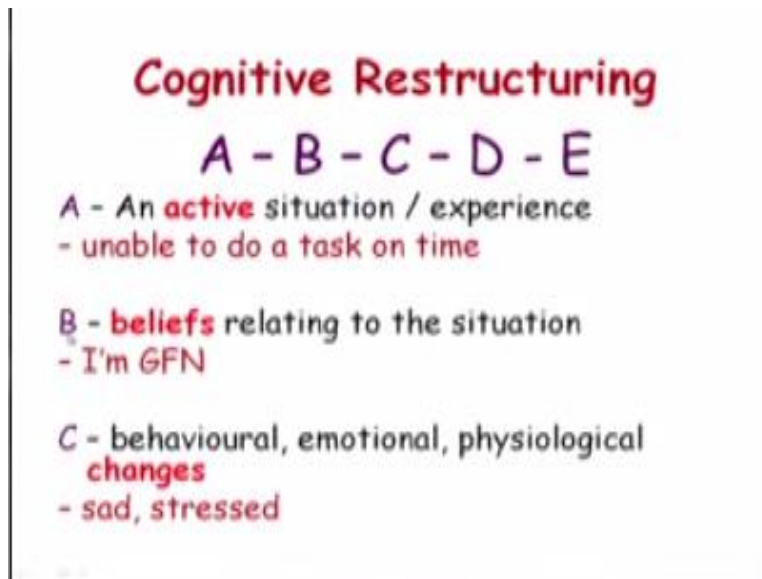 Cognitive Restructuring
A - B - C - D - E
A - An active situation / experience
- unable to do a task on time
B - beliefs relating to the situation
- I'm GFN
C - behavioural, emotional, physiological
changes
- sad, stressed